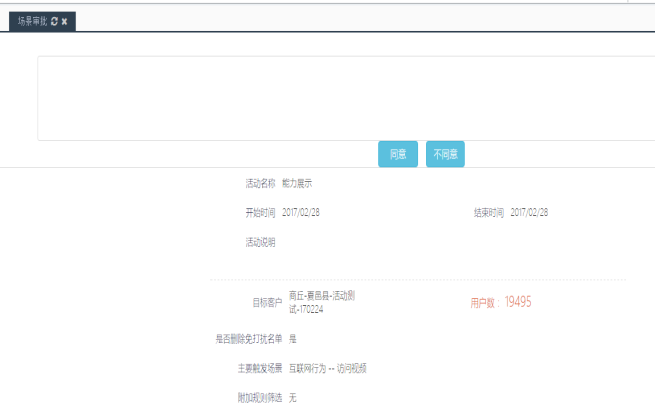 场景审批
同意 不同意
活动名称 能力展示
开始时间 2017/02/28 结束时间 2017/02/28
活动说明
目标客户 商丘-夏邑县-活动测
试-170224
用户数: 19495
是否删除免打扰名单 是
主要触发场景 互联网行为 -- 访问视频
附加规则筛选 无